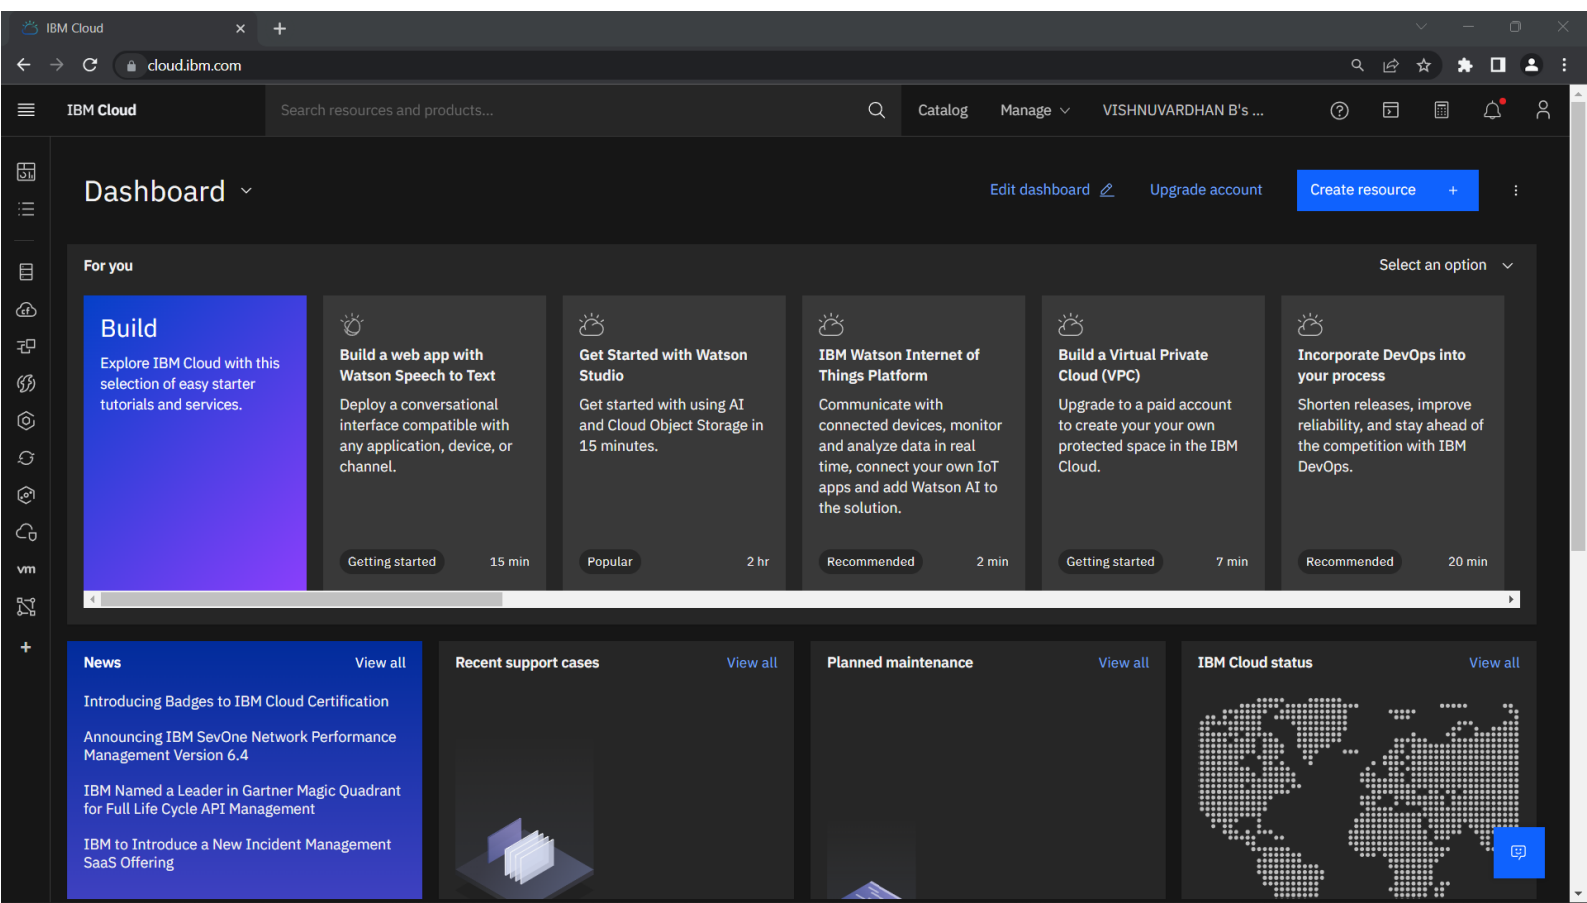 IBM Cloud
cloud.ibm.com
IBM Cloud
Search resources and products...
Catalog
Manage
VISHNUVARDHAN B's ...
Dashboard
Edit dashboard
Upgrade account
Create resource +
For you
Select an option
Build
Explore IBM Cloud with this
selection of easy starter
tutorials and services.
Build a web app with
Watson Speech to Text
Deploy a conversational
interface compatible with
any application, device, or
channel.
Getting started
15 min
Get Started with Watson
Studio
Get started with using AI
and Cloud Object Storage in
15 minutes.
Popular
2 hr
IBM Watson Internet of
Things Platform
Communicate with
connected devices, monitor
and analyze data in real
time, connect your own IoT
apps and add Watson AI to
the solution.
Recommended
2 min
Build a Virtual Private
Cloud (VPC)
Upgrade to a paid account
to create your your own
protected space in the IBM
Cloud.
Getting started
7 min
Incorporate DevOps into
your process
Shorten releases, improve
reliability, and stay ahead of
the competition with IBM
DevOps.
Recommended
20 min
cf
vm
News
View all
Introducing Badges to IBM Cloud Certification
Announcing IBM SevOne Network Performance
Management Version 6.4
IBM Named a Leader in Gartner Magic Quadrant
for Full Life Cycle API Management
IBM to Introduce a New Incident Management
SaaS Offering
Recent support cases
View all
Planned maintenance
View all
IBM Cloud status
View all